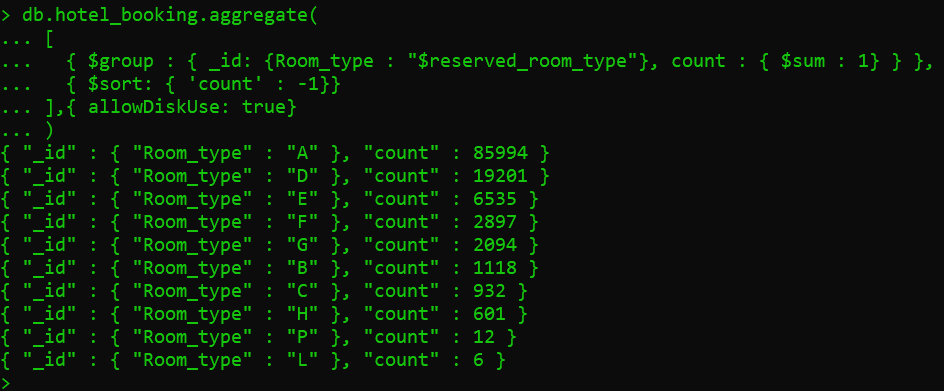 > db.hotel_booking.aggregate(
... [
...    { $group : { _id: {Room_type : "$reserved_room_type"}, count : { $sum : 1} } },
...    { $sort: { 'count' : -1}}
... ],{ allowDiskUse: true}
... )
{ "_id" : { "Room_type" : "A" }, "count" : 85994 }
{ "_id" : { "Room_type" : "D" }, "count" : 19201 }
{ "_id" : { "Room_type" : "E" }, "count" : 6535 }
{ "_id" : { "Room_type" : "F" }, "count" : 2897 }
{ "_id" : { "Room_type" : "G" }, "count" : 2094 }
{ "_id" : { "Room_type" : "B" }, "count" : 1118 }
{ "_id" : { "Room_type" : "C" }, "count" : 932 }
{ "_id" : { "Room_type" : "H" }, "count" : 601 }
{ "_id" : { "Room_type" : "P" }, "count" : 12 }
{ "_id" : { "Room_type" : "L" }, "count" : 6 }
>